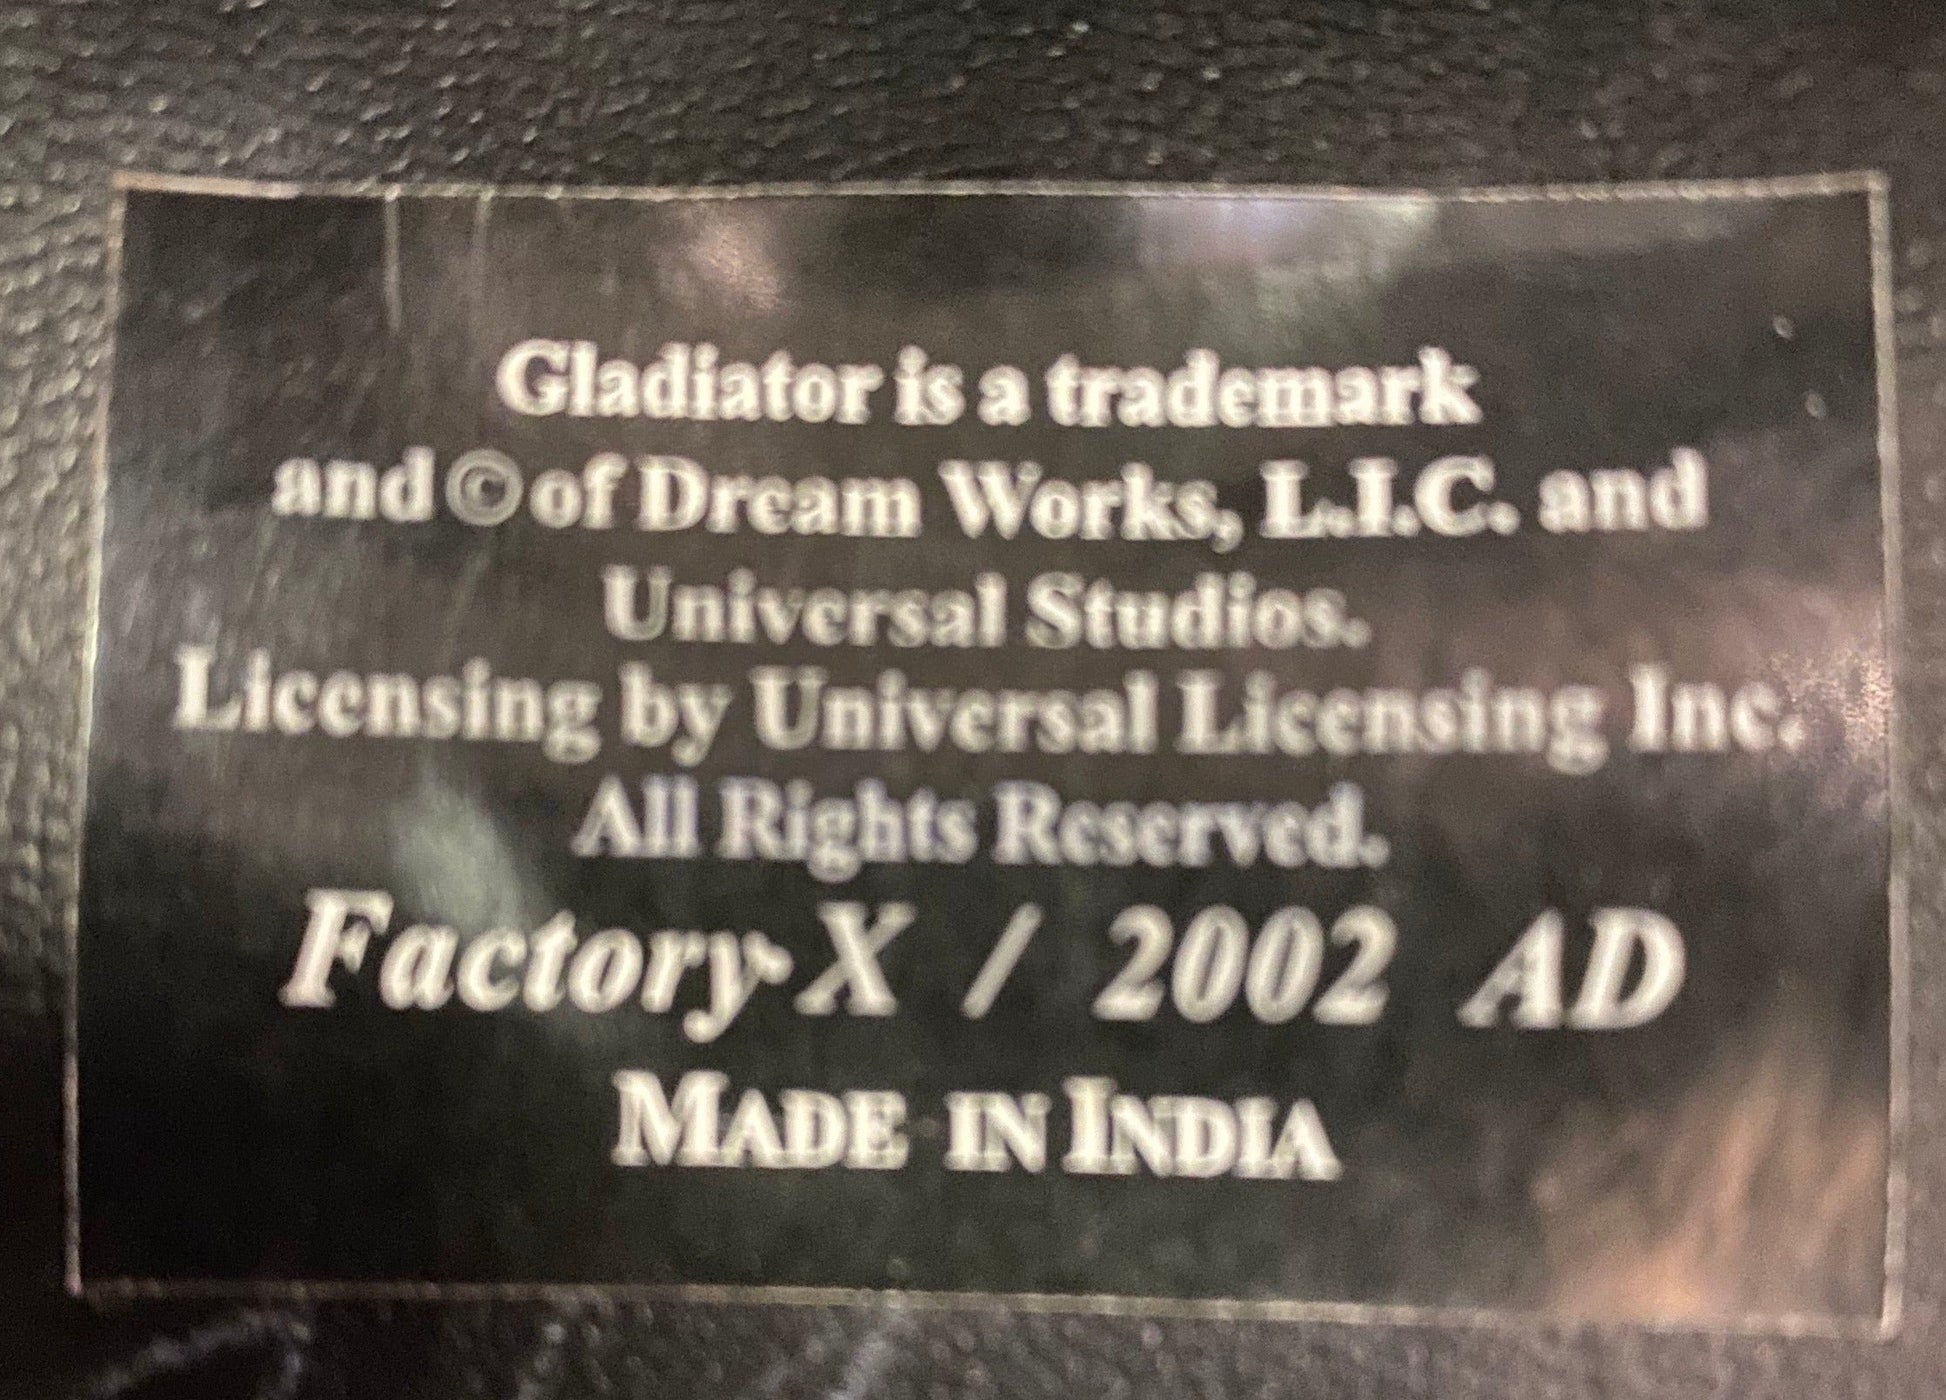 Gladiator is a trademark
and © of Dream Works, L.I.C. and
Universal Studios.
Licensing by Universal Licensing Inc.
All Rights Reserved.
Factory X / 2002 AD
MADE IN INDIA